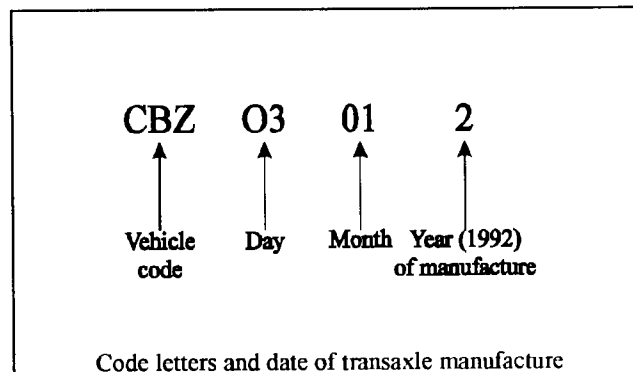 CBZ O3 01 2
Vehicle code Day Month Year (1992) of manufacture
Code letters and date of transaxle manufacture